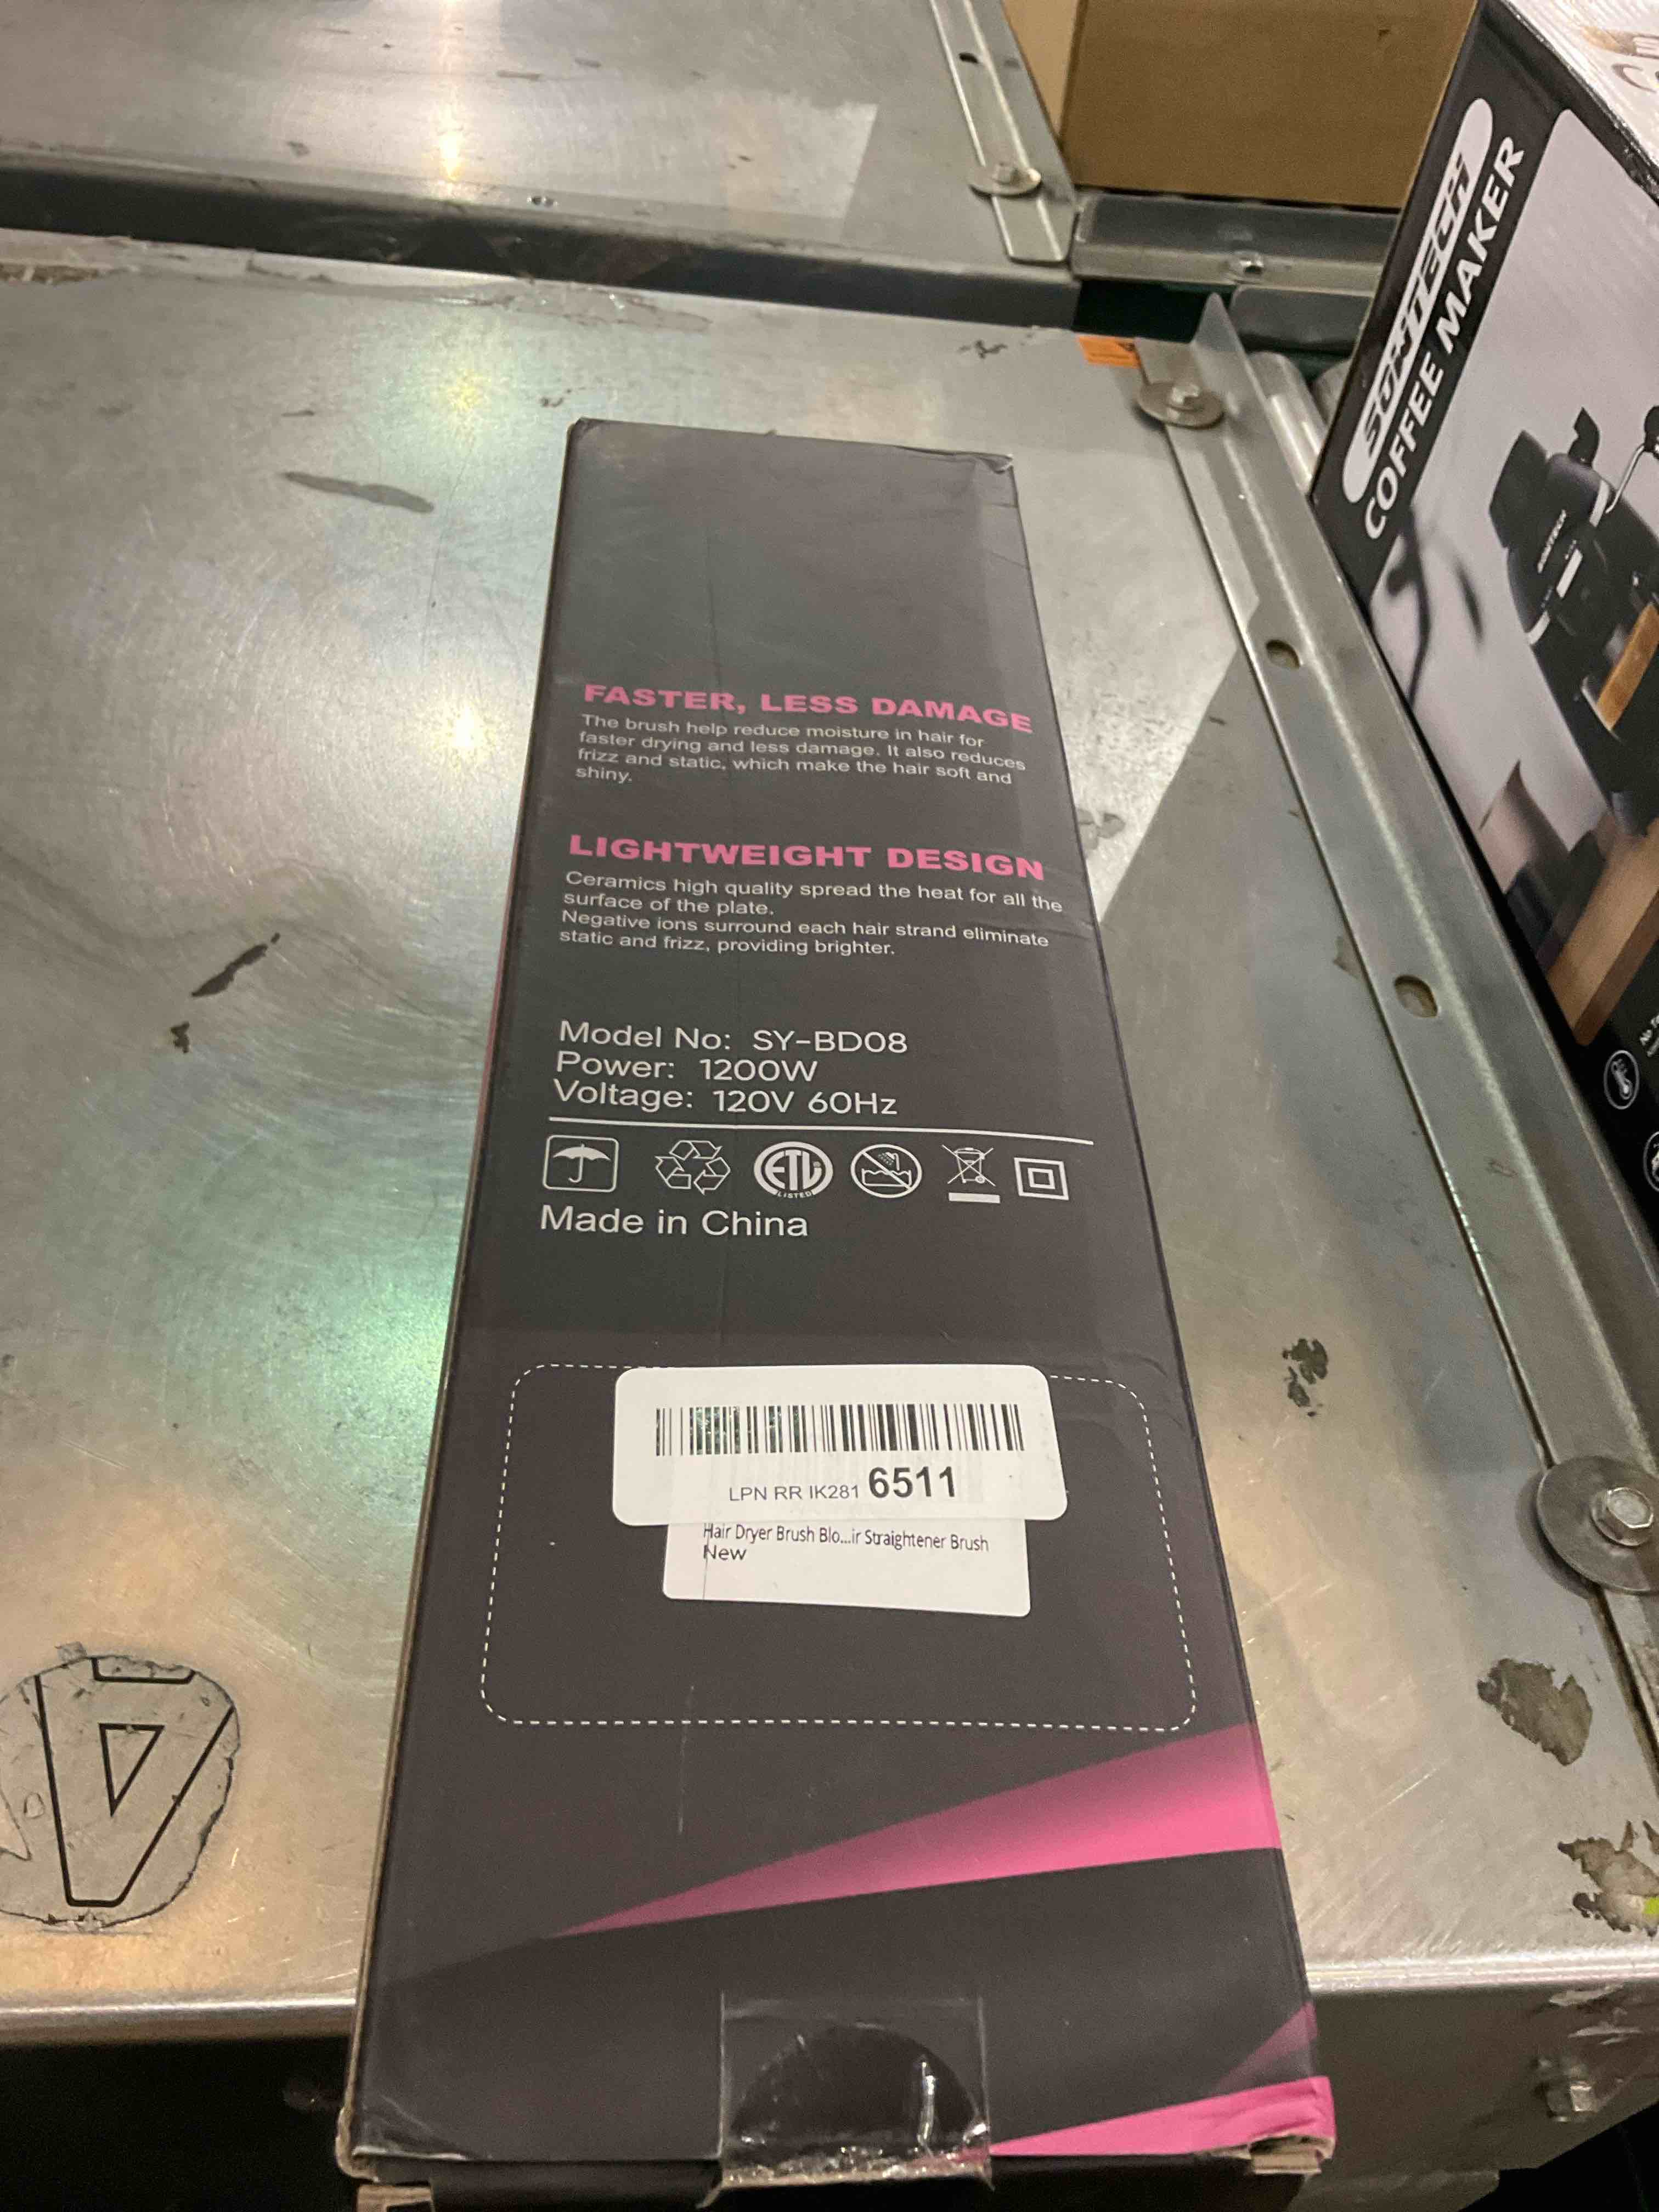 FASTER, LESS DAMAGE
The brush help reduce moisture in hair for
faster drying and less damage. It also reduces
frizz and static, which make the hair soft and
shiny.
LIGHTWEIGHT DESIGN
Ceramics high quality spread the heat for all the
surface of the plate.
Negative ions surround each hair strand eliminate
static and frizz, providing brighter.
Model No: SY-BD08
Power: 1200W
Voltage: 120V 60Hz
ETL
LISTED
Made in China
LPN RR IK281 6511
Hair Dryer Brush Blo...ir Straightener Brush
New
COFFEE MAKER